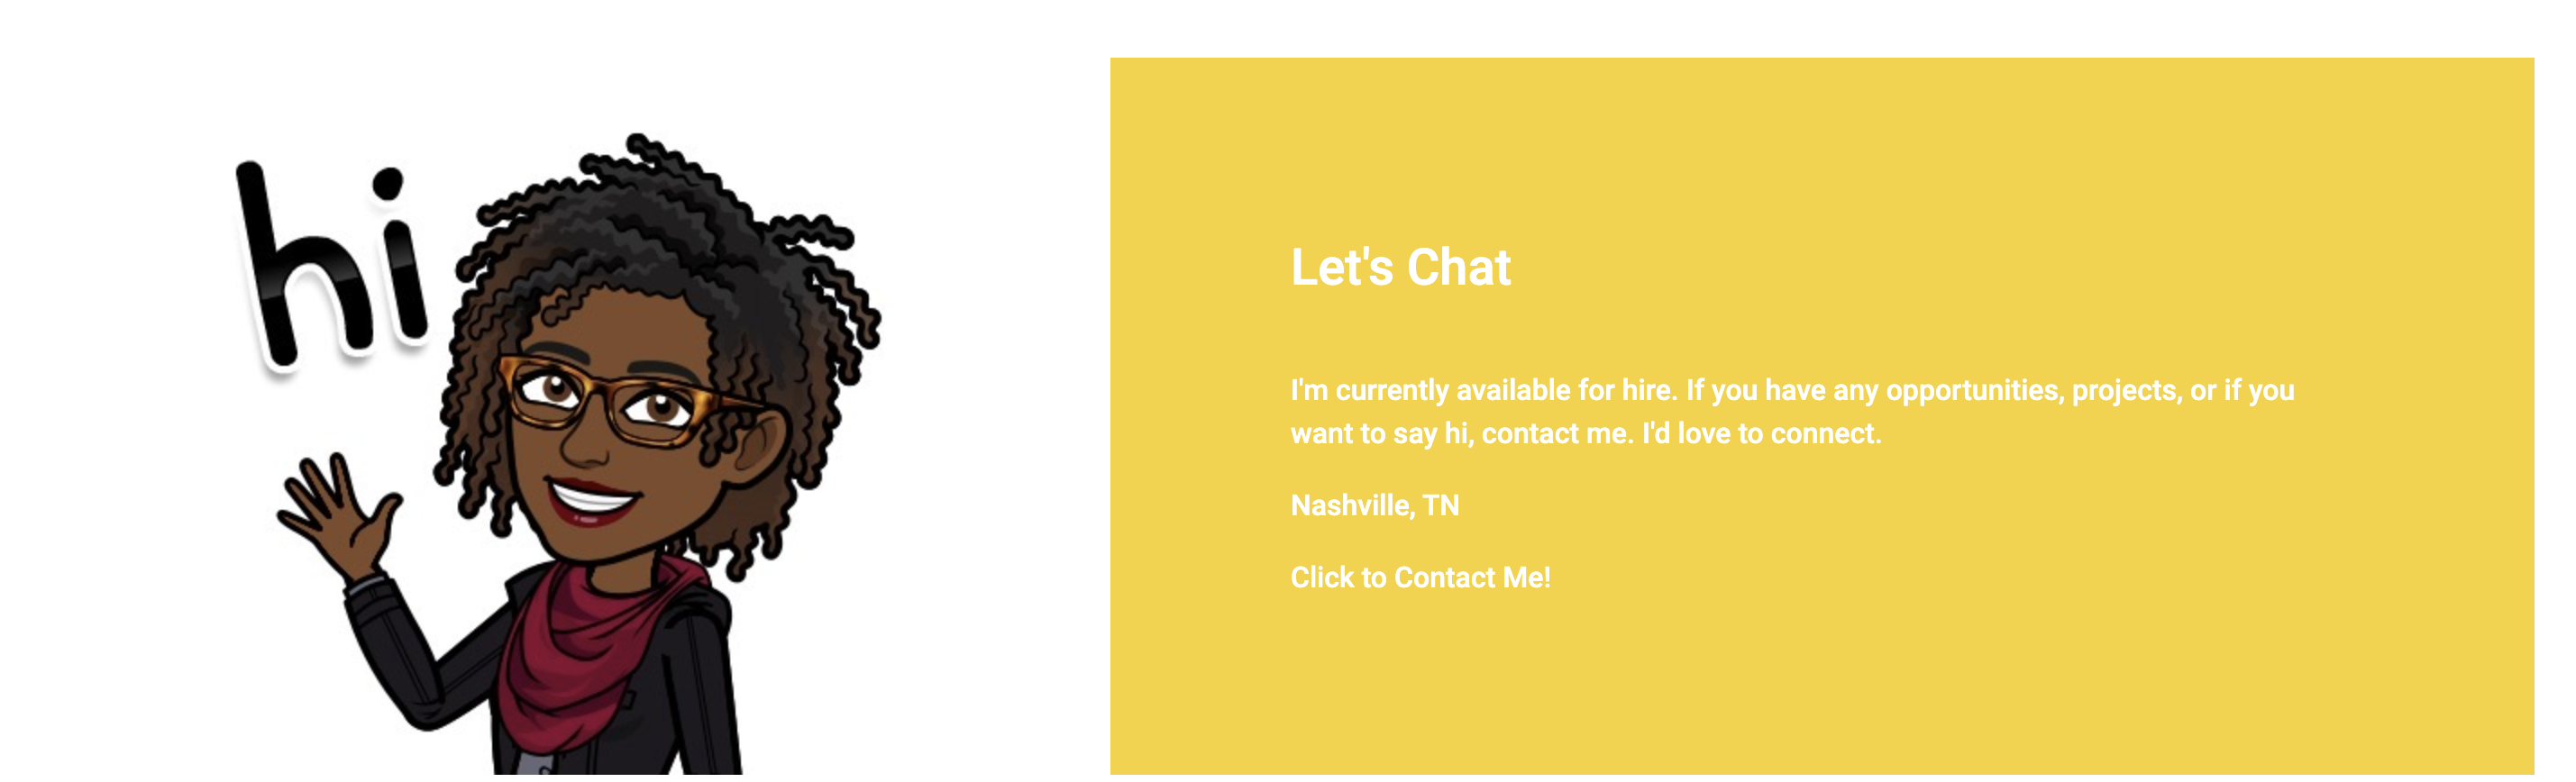 hi
Let's Chat
I'm currently available for hire. If you have any opportunities, projects, or if you
want to say hi, contact me. I'd love to connect.
Nashville, TN
Click to Contact Me!